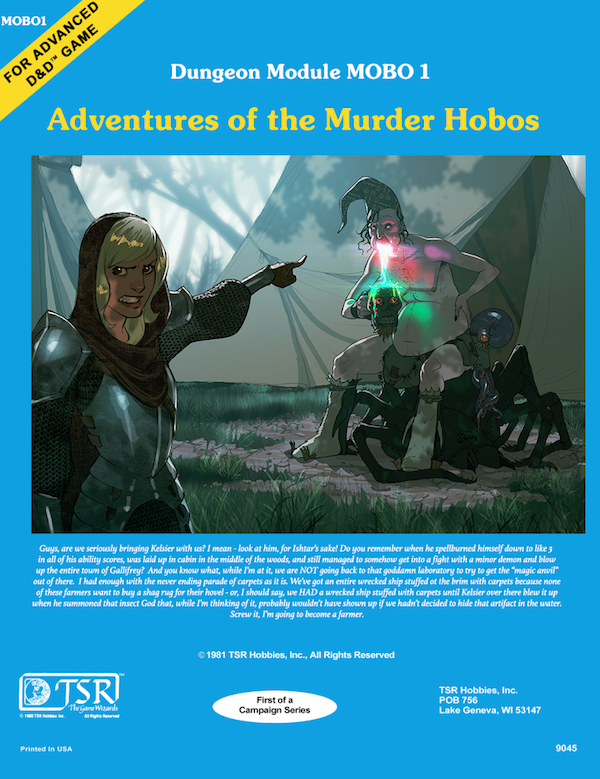 MOBO1
FOR ADVANCED
D&D™ GAME
Dungeon Module MOBO 1
Adventures of the Murder Hobos
Guys, are we seriously bringing Kelsier with us? I mean - look at him, for Ishtar's sake! Do you remember when he spellburned himself down to like 3
in all of his ability scores, was laid up in cabin in the middle of the woods, and still managed to somehow get into a fight with a minor demon and blow
up the entire town of Gallifrey? And you know what, while I'm at it, we are NOT going back to that goddamn laboratory to try to get the "magic anvil"
out of there. I had enough with the never ending parade of carpets as it is. We've got an entire wrecked ship stuffed ot the brim with carpets because none
of these farmers want to buy a shag rug for their hovel - or, I should say, we HAD a wrecked ship stuffed with carpets until Kelsier over there blew it up
when he summoned that insect God that, while I'm thinking of it, probably wouldn't have shown up if we hadn't decided to hide that artifact in the water.
Screw it, I'm going to become a farmer.
©1981 TSR Hobbies, Inc., All Rights Reserved
TSR™
The Game Wizards
© 1980 TSR Hobbies Inc. All Rights Reserved
First of a
Campaign Series
TSR Hobbies, Inc.
POB 756
Lake Geneva, WI 53147
Printed In USA
9045